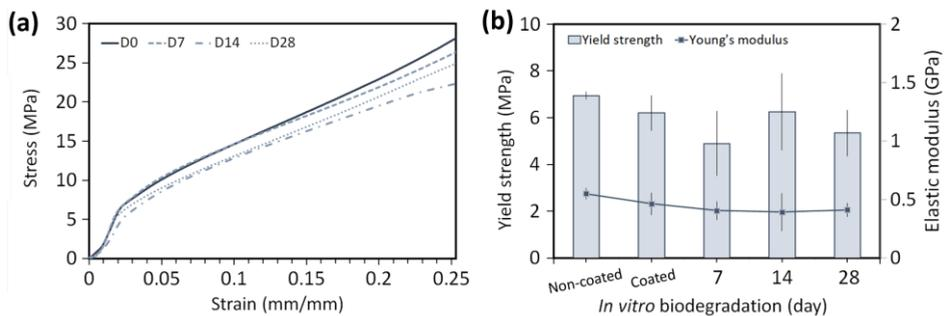 (a)
30
25
20
15
10
5
0
Stress (MPa)
D0 D7 D14 D28
0 0.05 0.1 0.15 0.2 0.25
Strain (mm/mm)
(b)
10
8
6
4
2
0
Yield strength (MPa)
Yield strength Young's modulus
2
1.5
1
0.5
0
Elastic modulus (GPa)
Non-coated Coated 7 14 28
In vitro biodegradation (day)